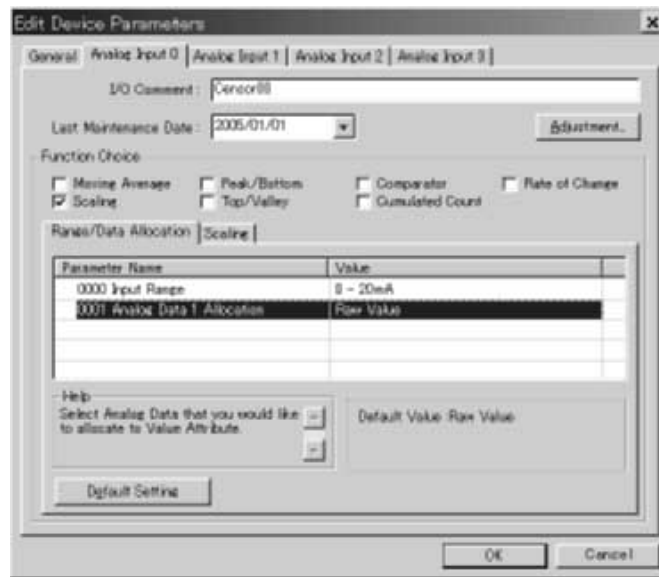 Edit Device Parameters
General Analog Input 0 Analog Input 1 Analog Input 2 Analog Input 3
I/O Comment : Censor00
Last Maintenance Date : 2005/01/01 Adjustment..
Function Choice
Moving Average Peak/Bottom Comparator Rate of Change
Scaling Top/Valley Cumulated Count
Range/Data Allocation Scaling
Parameter Name Value
0000 Input Range 0 - 20mA
0001 Analog Data 1 Allocation Raw Value
Help
Select Analog Data that you would like
to allocate to Value Attribute.
Default Value :Raw Value
Default Setting
OK Cancel